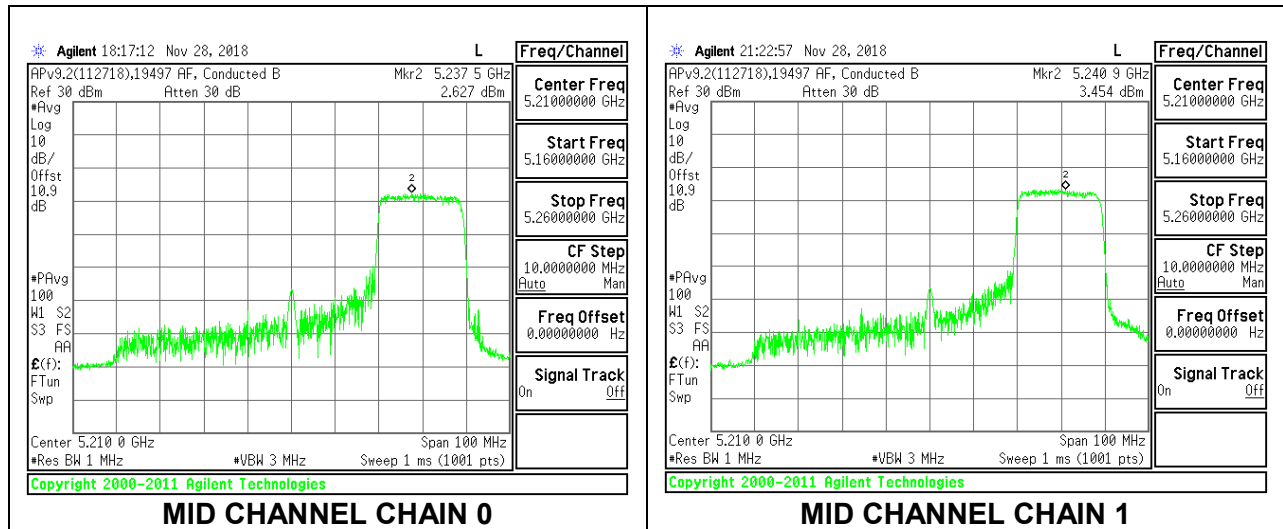 Agilent 18:17:12 Nov 28, 2018 L Freq/Channel
APv9.2(112718),19497 AF, Conducted B Mkr2 5.237 5 GHz
Ref 30 dBm Atten 30 dB 2.627 dBm
#Avg
Log
10
dB/
Offst
10.9
dB
2
#PAvg
100
W1 S2
S3 FS
AA
£(f):
FTun
Swp
Center 5.210 0 GHz Span 100 MHz
#Res BW 1 MHz #VBW 3 MHz Sweep 1 ms (1001 pts)
Copyright 2000-2011 Agilent Technologies
Center Freq
5.21000000 GHz
Start Freq
5.16000000 GHz
Stop Freq
5.26000000 GHz
CF Step
10.0000000 MHz
Auto Man
Freq Offset
0.00000000 Hz
Signal Track
On Off
MID CHANNEL CHAIN 0
Agilent 21:22:57 Nov 28, 2018 L Freq/Channel
APv9.2(112718),19497 AF, Conducted B Mkr2 5.240 9 GHz
Ref 30 dBm Atten 30 dB 3.454 dBm
#Avg
Log
10
dB/
Offst
10.9
dB
2
#PAvg
100
W1 S2
S3 FS
AA
£(f):
FTun
Swp
Center 5.210 0 GHz Span 100 MHz
#Res BW 1 MHz #VBW 3 MHz Sweep 1 ms (1001 pts)
Copyright 2000-2011 Agilent Technologies
Center Freq
5.21000000 GHz
Start Freq
5.16000000 GHz
Stop Freq
5.26000000 GHz
CF Step
10.0000000 MHz
Auto Man
Freq Offset
0.00000000 Hz
Signal Track
On Off
MID CHANNEL CHAIN 1